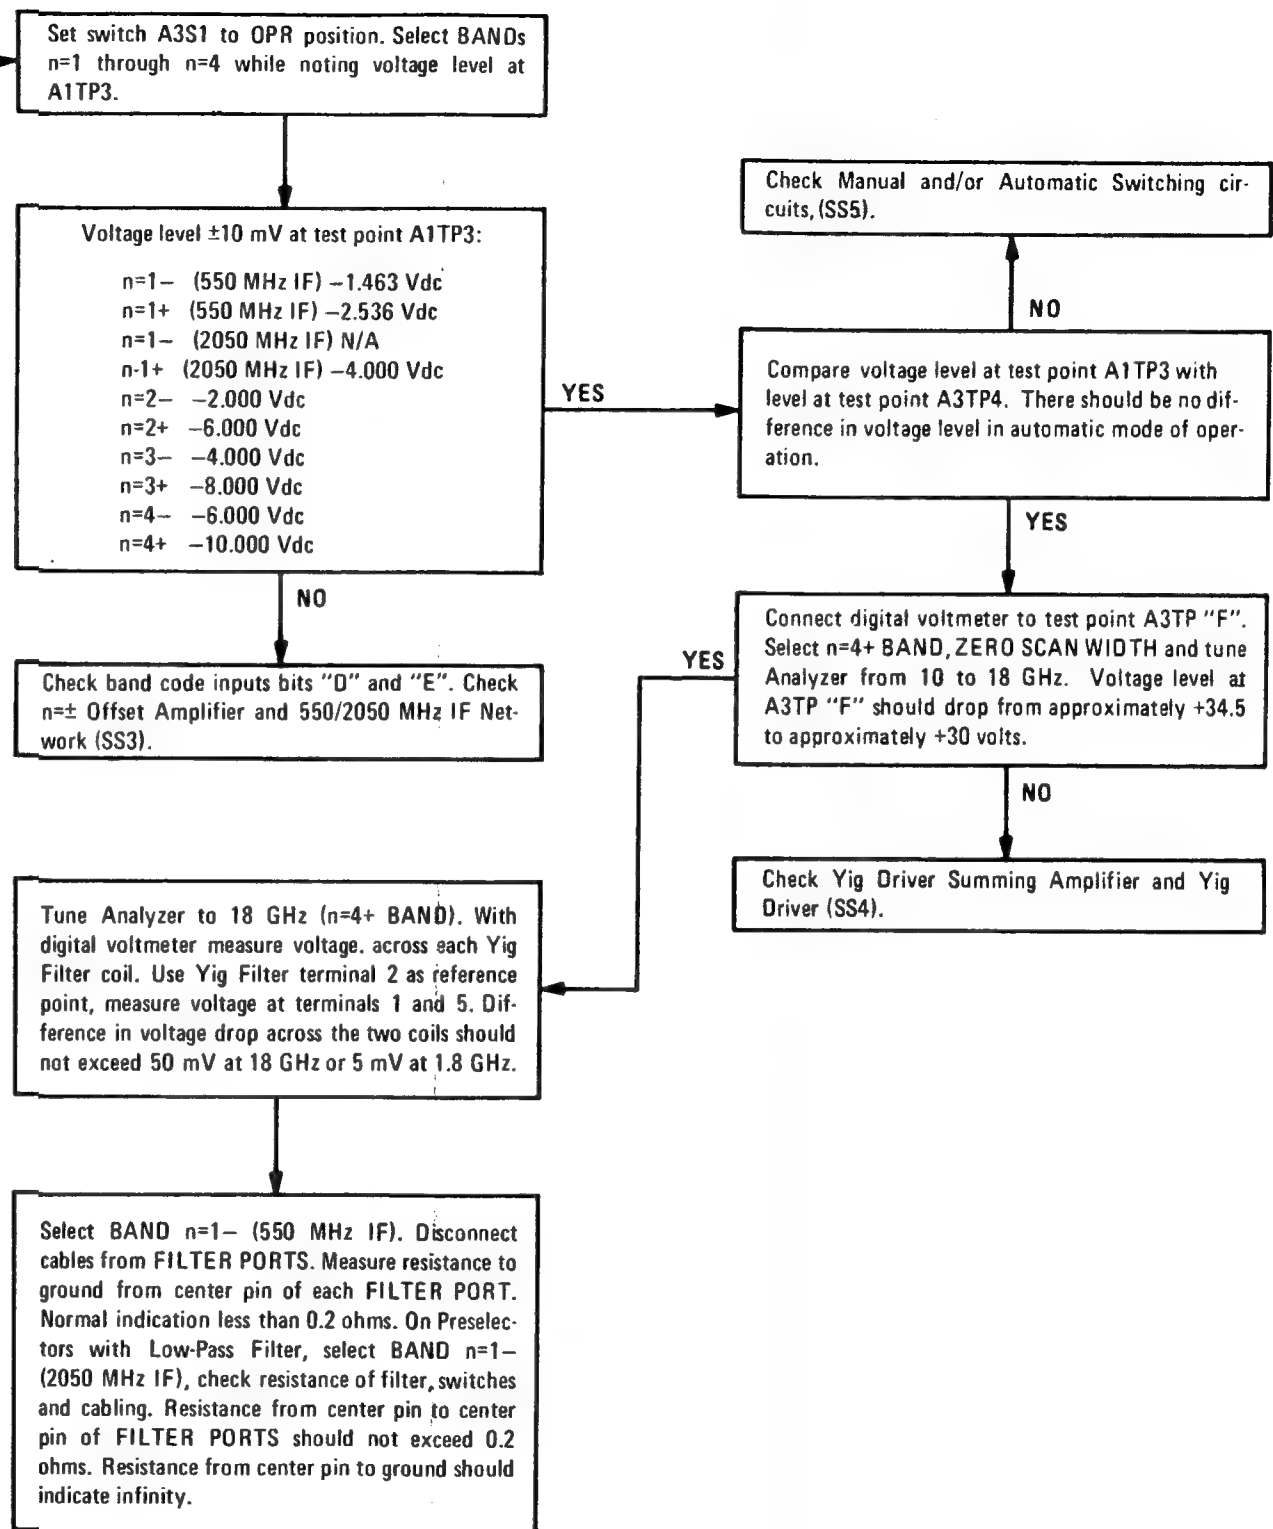 Set switch A3S1 to OPR position. Select BANDs
n=1 through n=4 while noting voltage level at
A1TP3.
Voltage level ±10 mV at test point A1TP3:
n=1– (550 MHz IF) –1.463 Vdc
n=1+ (550 MHz IF) –2.536 Vdc
n=1– (2050 MHz IF) N/A
n-1+ (2050 MHz IF) –4.000 Vdc
n=2– –2.000 Vdc
n=2+ –6.000 Vdc
n=3– –4.000 Vdc
n=3+ –8.000 Vdc
n=4– –6.000 Vdc
n=4+ –10.000 Vdc
YES
NO
Check band code inputs bits "D" and "E". Check
n=± Offset Amplifier and 550/2050 MHz IF Net-
work (SS3).
Check Manual and/or Automatic Switching cir-
cuits, (SS5).
NO
Compare voltage level at test point A1TP3 with
level at test point A3TP4. There should be no dif-
ference in voltage level in automatic mode of oper-
ation.
YES
Connect digital voltmeter to test point A3TP "F".
Select n=4+ BAND, ZERO SCAN WIDTH and tune
Analyzer from 10 to 18 GHz. Voltage level at
A3TP "F" should drop from approximately +34.5
to approximately +30 volts.
YES
NO
Check Yig Driver Summing Amplifier and Yig
Driver (SS4).
Tune Analyzer to 18 GHz (n=4+ BAND). With
digital voltmeter measure voltage. across each Yig
Filter coil. Use Yig Filter terminal 2 as reference
point, measure voltage at terminals 1 and 5. Dif-
ference in voltage drop across the two coils should
not exceed 50 mV at 18 GHz or 5 mV at 1.8 GHz.
Select BAND n=1– (550 MHz IF). Disconnect
cables from FILTER PORTS. Measure resistance to
ground from center pin of each FILTER PORT.
Normal indication less than 0.2 ohms. On Preselec-
tors with Low-Pass Filter, select BAND n=1–
(2050 MHz IF), check resistance of filter, switches
and cabling. Resistance from center pin to center
pin of FILTER PORTS should not exceed 0.2
ohms. Resistance from center pin to ground should
indicate infinity.